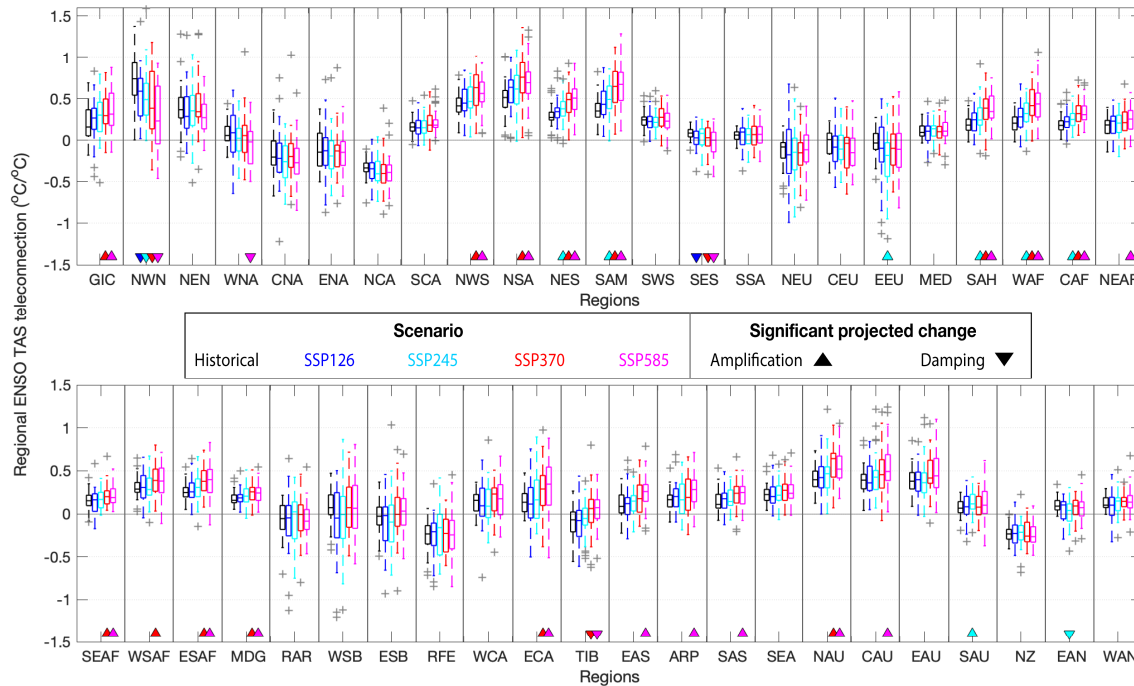 Regional ENSO TAS teleconnection (°C/°C)
1.5
1
0.5
0
-0.5
-1
-1.5
GIC NWN NEN WNA CNA ENA NCA SCA NWS NSA NES SAM SWS SES SSA NEU CEU EEU MED SAH WAF CAF NEAF
Regions
Scenario Significant projected change
Historical SSP126 SSP245 SSP370 SSP585 Amplification Damping
1.5
1
0.5
0
-0.5
-1
-1.5
SEAF WSAF ESAF MDG RAR WSB ESB RFE WCA ECA TIB EAS ARP SAS SEA NAU CAU EAU SAU NZ EAN WAN
Regions